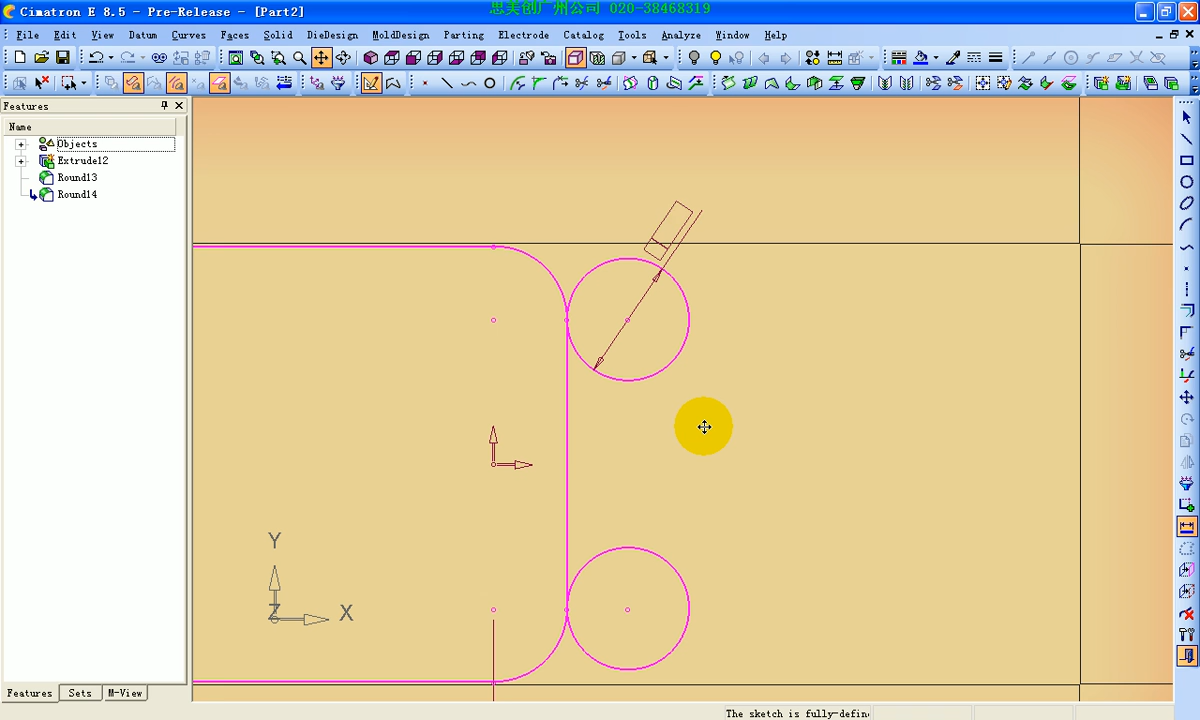 Cimatron E 8.5 - Pre-Release - [Part2]
思美创广州公司 020-38468319
File Edit View Datum Curves Faces Solid DieDesign MoldDesign Parting Electrode Catalog Tools Analyze Window Help
Features
Name
Objects
Extrude12
Round13
Round14
Y
Z
X
Features Sets M-View
The sketch is fully-defin